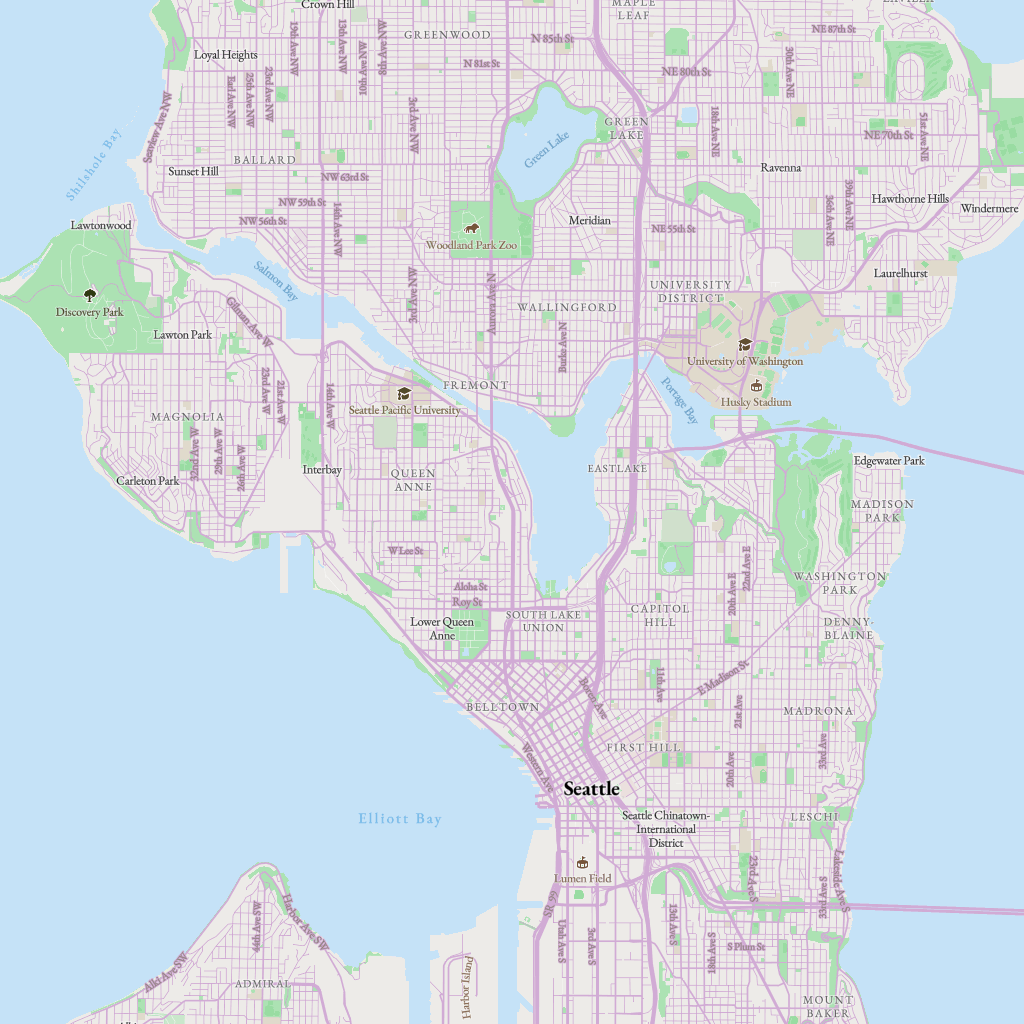 Crown Hill
MAPLE
LEAF
GREENWOOD
19th Ave NW
13th Ave NW
8th Ave NW
10th Ave NW
N 85th St
NE 87th St
Loyal Heights
N 81st St
NE 80th St
30th Ave NE
23rd Ave NW
25th Ave NW
Earl Ave NW
Seaview Ave NW
3rd Ave NW
Green Lake
GREEN
LAKE
18th Ave NE
NE 70th St
51st Ave NE
Shilshole Bay
BALLARD
Sunset Hill
NW 63rd St
Ravenna
39th Ave NE
36th Ave NE
Hawthorne Hills
Windermere
NW 59th St
NW 56th St
14th Ave NW
Meridian
NE 55th St
Lawtonwood
Woodland Park Zoo
Salmon Bay
3rd Ave NW
Aurora Ave N
Laurelhurst
UNIVERSITY
DISTRICT
Discovery Park
Gilman Ave W
WALLINGFORD
Lawton Park
Burke Ave N
University of Washington
FREMONT
Portage Bay
Husky Stadium
23rd Ave W
21st Ave W
14th Ave W
Seattle Pacific University
MAGNOLIA
32nd Ave W
29th Ave W
26th Ave W
Interbay
QUEEN
ANNE
EASTLAKE
Edgewater Park
Carleton Park
MADISON
PARK
W Lee St
22nd Ave E
20th Ave E
WASHINGTON
PARK
Aloha St
Roy St
SOUTH LAKE
UNION
CAPITOL
HILL
Lower Queen
Anne
DENNY-
BLAINE
E Madison St
11th Ave
Boren Ave
BELLTOWN
21st Ave
MADRONA
33rd Ave
FIRST HILL
Western Ave
20th Ave
Seattle
Elliott Bay
Seattle Chinatown-
International
District
LESCHI
Lumen Field
23rd Ave S
Lakeside Ave S
33rd Ave S
SR 99
Harbor Ave SW
44th Ave SW
Utah Ave S
3rd Ave S
13th Ave S
18th Ave S
S Plum St
Alki Ave SW
ADMIRAL
Harbor Island
MOUNT
BAKER